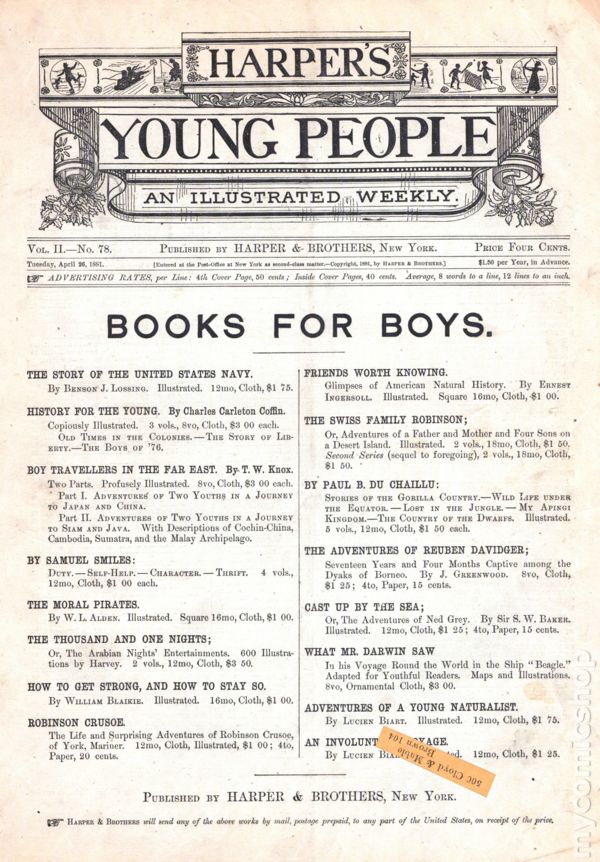 HARPER'S
YOUNG PEOPLE
AN ILLUSTRATED WEEKLY.
VOL. II.—No. 78. PUBLISHED BY HARPER & BROTHERS, NEW YORK. PRICE FOUR CENTS.
Tuesday, April 26, 1881. [Entered at the Post-Office at New York as second-class matter.—Copyright, 1881, by HARPER & BROTHERS.] $1.50 per Year, in Advance.
ADVERTISING RATES, per Line: 4th Cover Page, 50 cents; Inside Cover Pages, 40 cents. Average, 8 words to a line, 12 lines to an inch.
BOOKS FOR BOYS.
THE STORY OF THE UNITED STATES NAVY.
By BENSON J. LOSSING. Illustrated. 12mo, Cloth, $1 75.
HISTORY FOR THE YOUNG. By Charles Carleton Coffin.
Copiously Illustrated. 3 vols., 8vo, Cloth, $3 00 each.
OLD TIMES IN THE COLONIES.—THE STORY OF LIB-
ERTY.—THE BOYS OF '76.
BOY TRAVELLERS IN THE FAR EAST. By T. W. Knox.
Two Parts. Profusely Illustrated. 8vo, Cloth, $3 00 each.
Part I. ADVENTURES OF TWO YOUTHS IN A JOURNEY
TO JAPAN AND CHINA.
Part II. ADVENTURES OF TWO YOUTHS IN A JOURNEY
TO SIAM AND JAVA. With Descriptions of Cochin-China,
Cambodia, Sumatra, and the Malay Archipelago.
BY SAMUEL SMILES:
DUTY.—SELF-HELP.—CHARACTER.—THRIFT. 4 vols.,
12mo, Cloth, $1 00 each.
THE MORAL PIRATES.
By W. L. ALDEN. Illustrated. Square 16mo, Cloth, $1 00.
THE THOUSAND AND ONE NIGHTS;
Or, The Arabian Nights' Entertainments. 600 Illustra-
tions by Harvey. 2 vols., 12mo, Cloth, $3 50.
HOW TO GET STRONG, AND HOW TO STAY SO.
By WILLIAM BLAIKIE. Illustrated. 16mo, Cloth, $1 00.
ROBINSON CRUSOE.
The Life and Surprising Adventures of Robinson Crusoe,
of York, Mariner. 12mo, Cloth, Illustrated, $1 00; 4to,
Paper, 20 cents.
FRIENDS WORTH KNOWING.
Glimpses of American Natural History. By ERNEST
INGERSOLL. Illustrated. Square 16mo, Cloth, $1 00.
THE SWISS FAMILY ROBINSON;
Or, Adventures of a Father and Mother and Four Sons on
a Desert Island. Illustrated. 2 vols., 18mo, Cloth, $1 50.
Second Series (sequel to foregoing), 2 vols., 18mo, Cloth,
$1 50.
BY PAUL B. DU CHAILLU:
STORIES OF THE GORILLA COUNTRY.—WILD LIFE UNDER
THE EQUATOR.—LOST IN THE JUNGLE.—MY APINGI
KINGDOM.—THE COUNTRY OF THE DWARFS. Illustrated.
5 vols., 12mo, Cloth, $1 50 each.
THE ADVENTURES OF REUBEN DAVIDGER;
Seventeen Years and Four Months Captive among the
Dyaks of Borneo. By J. GREENWOOD. 8vo, Cloth,
$1 25; 4to, Paper, 15 cents.
CAST UP BY THE SEA;
Or, The Adventures of Ned Grey. By Sir S. W. BAKER.
Illustrated. 12mo, Cloth, $1 25; 4to, Paper, 15 cents.
WHAT MR. DARWIN SAW
In his Voyage Round the World in the Ship "Beagle."
Adapted for Youthful Readers. Maps and Illustrations.
8vo, Ornamental Cloth, $3 00.
ADVENTURES OF A YOUNG NATURALIST.
By LUCIEN BIART. Illustrated. 12mo, Cloth, $1 75.
AN
By LUCIEN 12mo, Cloth, $1 25.
50C Cloyd & Mable
Brown 104
PUBLISHED BY HARPER & BROTHERS, NEW YORK.
HARPER & BROTHERS will send any of the above works by mail, postage prepaid, to any part of the United States, on receipt of the price.
mycomicshop